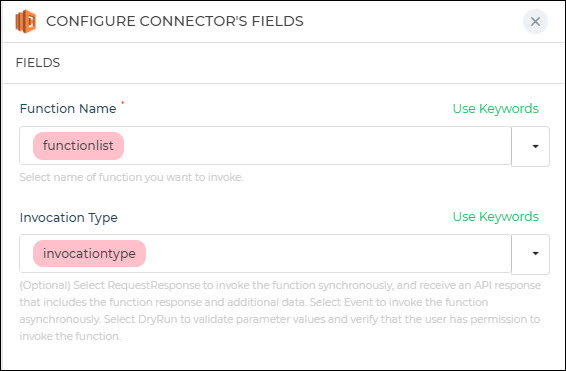 CONFIGURE CONNECTOR'S FIELDS
FIELDS
Function Name *
Use Keywords
functionlist
Select name of function you want to invoke.
Invocation Type
Use Keywords
invocationtype
(Optional) Select RequestResponse to invoke the function synchronously, and receive an API response
that includes the function response and additional data. Select Event to invoke the function
asynchronously. Select DryRun to validate parameter values and verify that the user has permission to
invoke the function.